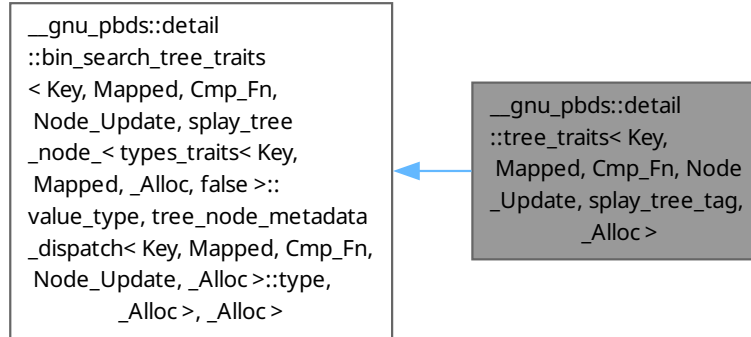 __gnu_pbds::detail
::bin_search_tree_traits
< Key, Mapped, Cmp_Fn,
Node_Update, splay_tree
_node_< types_traits< Key,
Mapped, _Alloc, false >::
value_type, tree_node_metadata
_dispatch< Key, Mapped, Cmp_Fn,
Node_Update, _Alloc >::type,
_Alloc >, _Alloc >
__gnu_pbds::detail
::tree_traits< Key,
Mapped, Cmp_Fn, Node
_Update, splay_tree_tag,
_Alloc >